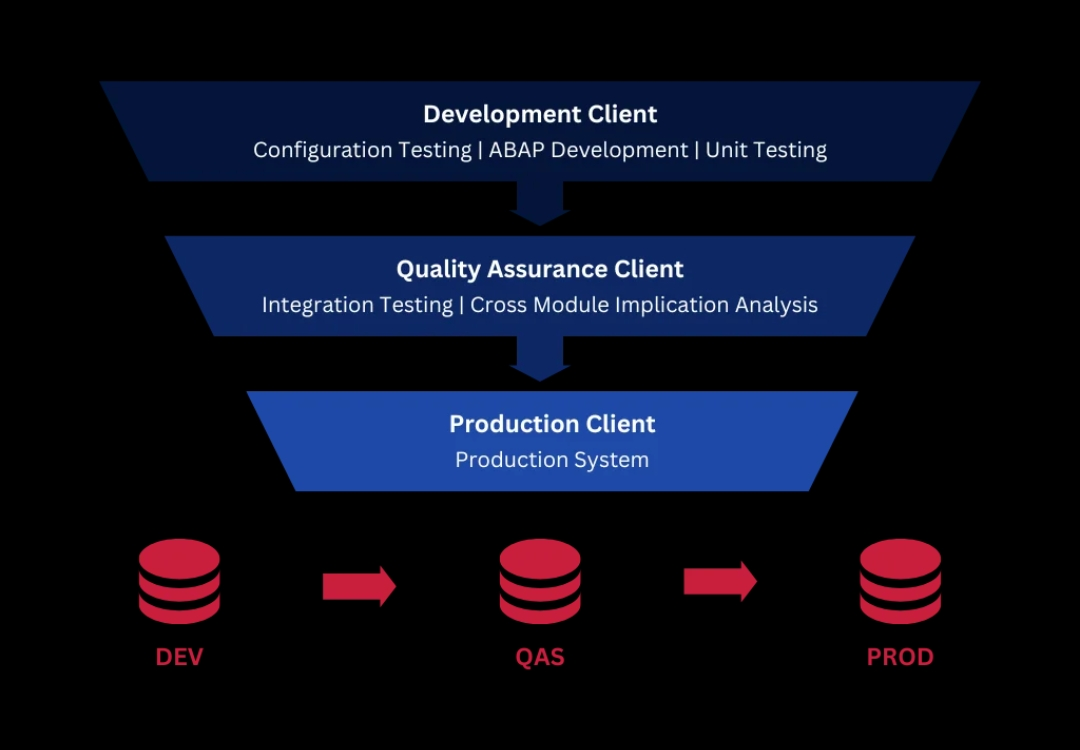 Development Client
Configuration Testing | ABAP Development | Unit Testing
Quality Assurance Client
Integration Testing | Cross Module Implication Analysis
Production Client
Production System
DEV
QAS
PROD